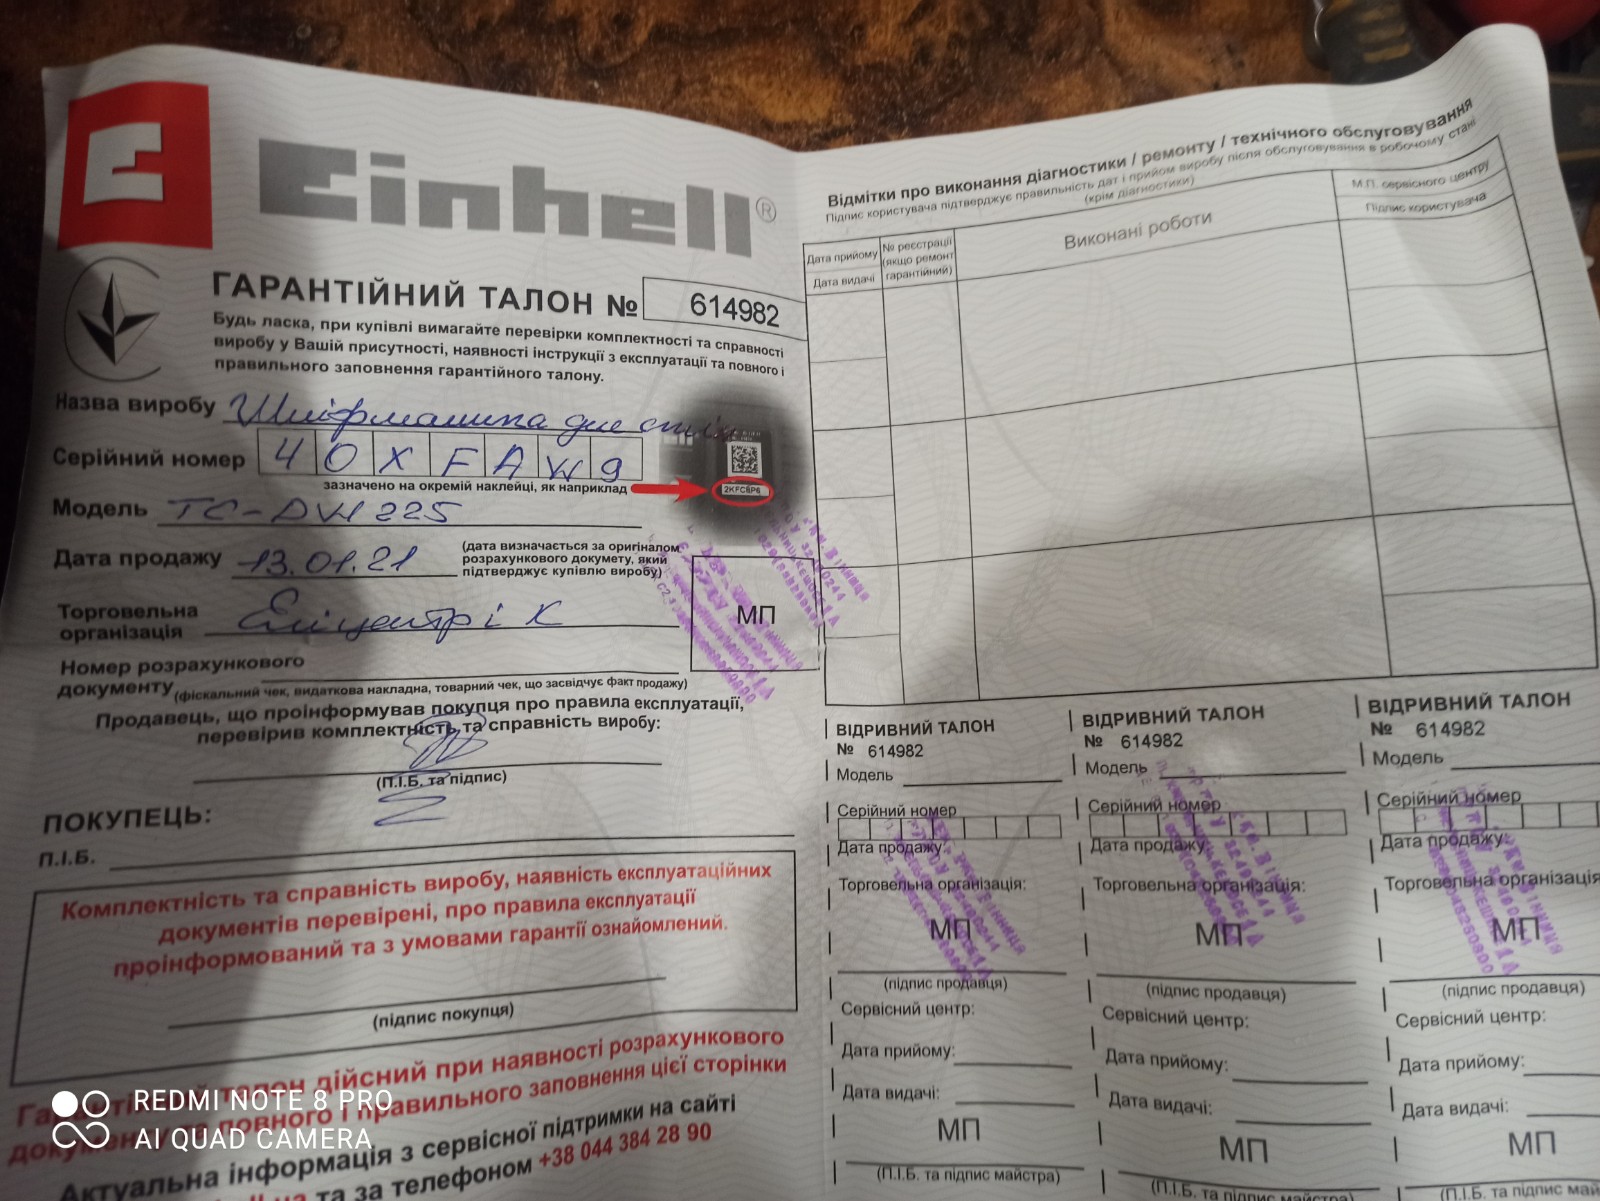 Einhell®
ГАРАНТІЙНИЙ ТАЛОН № 614982
Будь ласка, при купівлі вимагайте перевірки комплектності та справності
виробу у Вашій присутності, наявності інструкції з експлуатації та повного і
правильного заповнення гарантійного талону.
Назва виробу Шліфмашина для стін
Серійний номер 4 0 X F A W 9
зазначено на окремій наклейці, як наприклад
2KFC6P6
Модель TC-DW 225
Дата продажу 13.01.21
(дата визначається за оригіналом
розрахункового докумету, який
підтверджує купівлю виробу)
Торговельна
організація Епіцентр і К
МП
Номер розрахункового
документу (фіскальний чек, видаткова накладна, товарний чек, що засвідчує факт продажу)
Продавець, що проінформував покупця про правила експлуатації,
перевірив комплектність та справність виробу:
(П.І.Б. та підпис)
ПОКУПЕЦЬ:
П.І.Б.
Комплектність та справність виробу, наявність експлуатаційних
документів перевірені, про правила експлуатації
проінформований та з умовами гарантії ознайомлений.
(підпис покупця)
талон дійсний при наявності розрахункового
документу та повного і правильного заповнення цієї сторінки
Актуальна інформація з сервісної підтримки на сайті
та за телефоном +38 044 384 28 90
Відмітки про виконання діагностики / ремонту / технічного обслуговування
Підпис користувача підтверджує правильність дат і прийом виробу після обслуговування в робочому стані
(крім діагностики)
Дата прийому
Дата видачі
№ реєстрації
(якщо ремонт
гарантійний)
Виконані роботи
М.П. сервісного центру
Підпис користувача
ВІДРИВНИЙ ТАЛОН
№ 614982
Модель
Серійний номер
Дата продажу:
Торговельна організація:
МП
(підпис продавця)
Сервісний центр:
Дата прийому:
Дата видачі:
МП
(П.І.Б. та підпис майстра)
ВІДРИВНИЙ ТАЛОН
№ 614982
Модель
Серійний номер
Дата продажу
Торговельна організація:
МП
(підпис продавця)
Сервісний центр:
Дата прийому:
Дата видачі:
МП
(П.І.Б. та підпис майстра)
ВІДРИВНИЙ ТАЛОН
№ 614982
Модель
Серійний номер
Дата продажу:
Торговельна організація
МП
(підпис продавця)
Сервісний центр:
Дата прийому:
Дата видачі:
МП
(П.І.Б. та підпис
REDMI NOTE 8 PRO
AI QUAD CAMERA